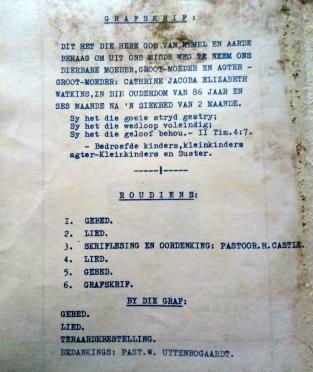 GRAFSKRIF:
DIT HET DIE HERE GOD VAN HEMEL EN AARDE
BEHAAG OM UIT ONS MIDDE WEG TE NEEM ONS
DIERBARE MOEDER, GROOT-MOEDER EN AGTER-
GROOT-MOEDER: CATHRINE JACOBA ELIZABETH
WATKINS, IN DIE OUDERDOM VAN 86 JAAR EN
SES MAANDE NA 'N SIEKBED VAN 2 MAANDE.
Sy het die goeie stryd gestry;
Sy het die wedloop voleindig;
Sy het die geloof behou. - II Tim.4:7.
- Bedroefde kinders, kleinkinders
agter-Kleinkinders en Suster.
-----I-----
ROUDIENS:
1. GEBED.
2. LIED.
3. SKRIFLESING EN OORDENKING: PASTOOR.H.CASTLE.
4. LIED.
5. GEBED.
6. GRAFSKRIF.
BY DIE GRAF:
GEBED.
LIED.
TERAARDEBESTELLING.
BEDANKINGS: PAST.W. UYTENBOGAARDT.